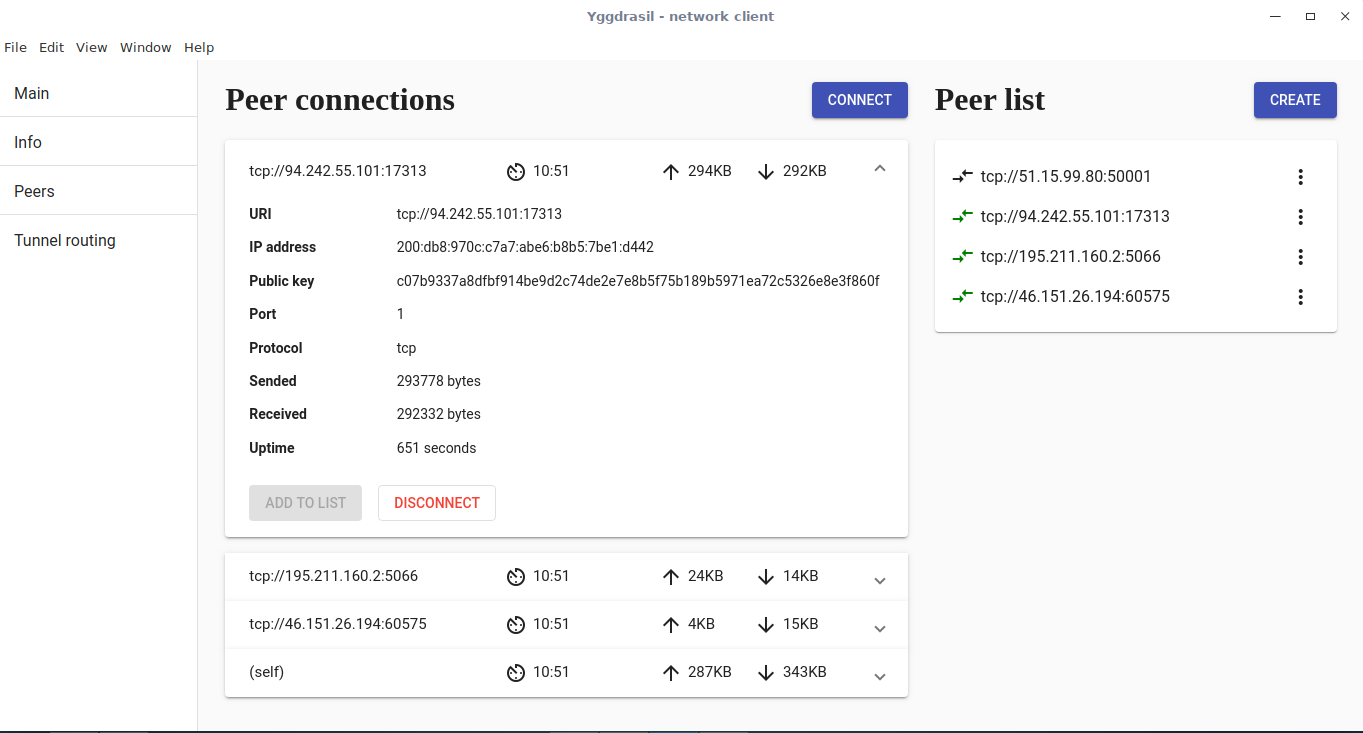 Yggdrasil - network client
File Edit View Window Help
Main
Info
Peers
Tunnel routing
Peer connections
CONNECT
tcp://94.242.55.101:17313 10:51 294KB 292KB
URI tcp://94.242.55.101:17313
IP address 200:db8:970c:c7a7:abe6:b8b5:7be1:d442
Public key c07b9337a8dfbf914be9d2c74de2e7e8b5f75b189b5971ea72c5326e8e3f860f
Port 1
Protocol tcp
Sended 293778 bytes
Received 292332 bytes
Uptime 651 seconds
ADD TO LIST DISCONNECT
tcp://195.211.160.2:5066 10:51 24KB 14KB
tcp://46.151.26.194:60575 10:51 4KB 15KB
(self) 10:51 287KB 343KB
Peer list
CREATE
tcp://51.15.99.80:50001
tcp://94.242.55.101:17313
tcp://195.211.160.2:5066
tcp://46.151.26.194:60575